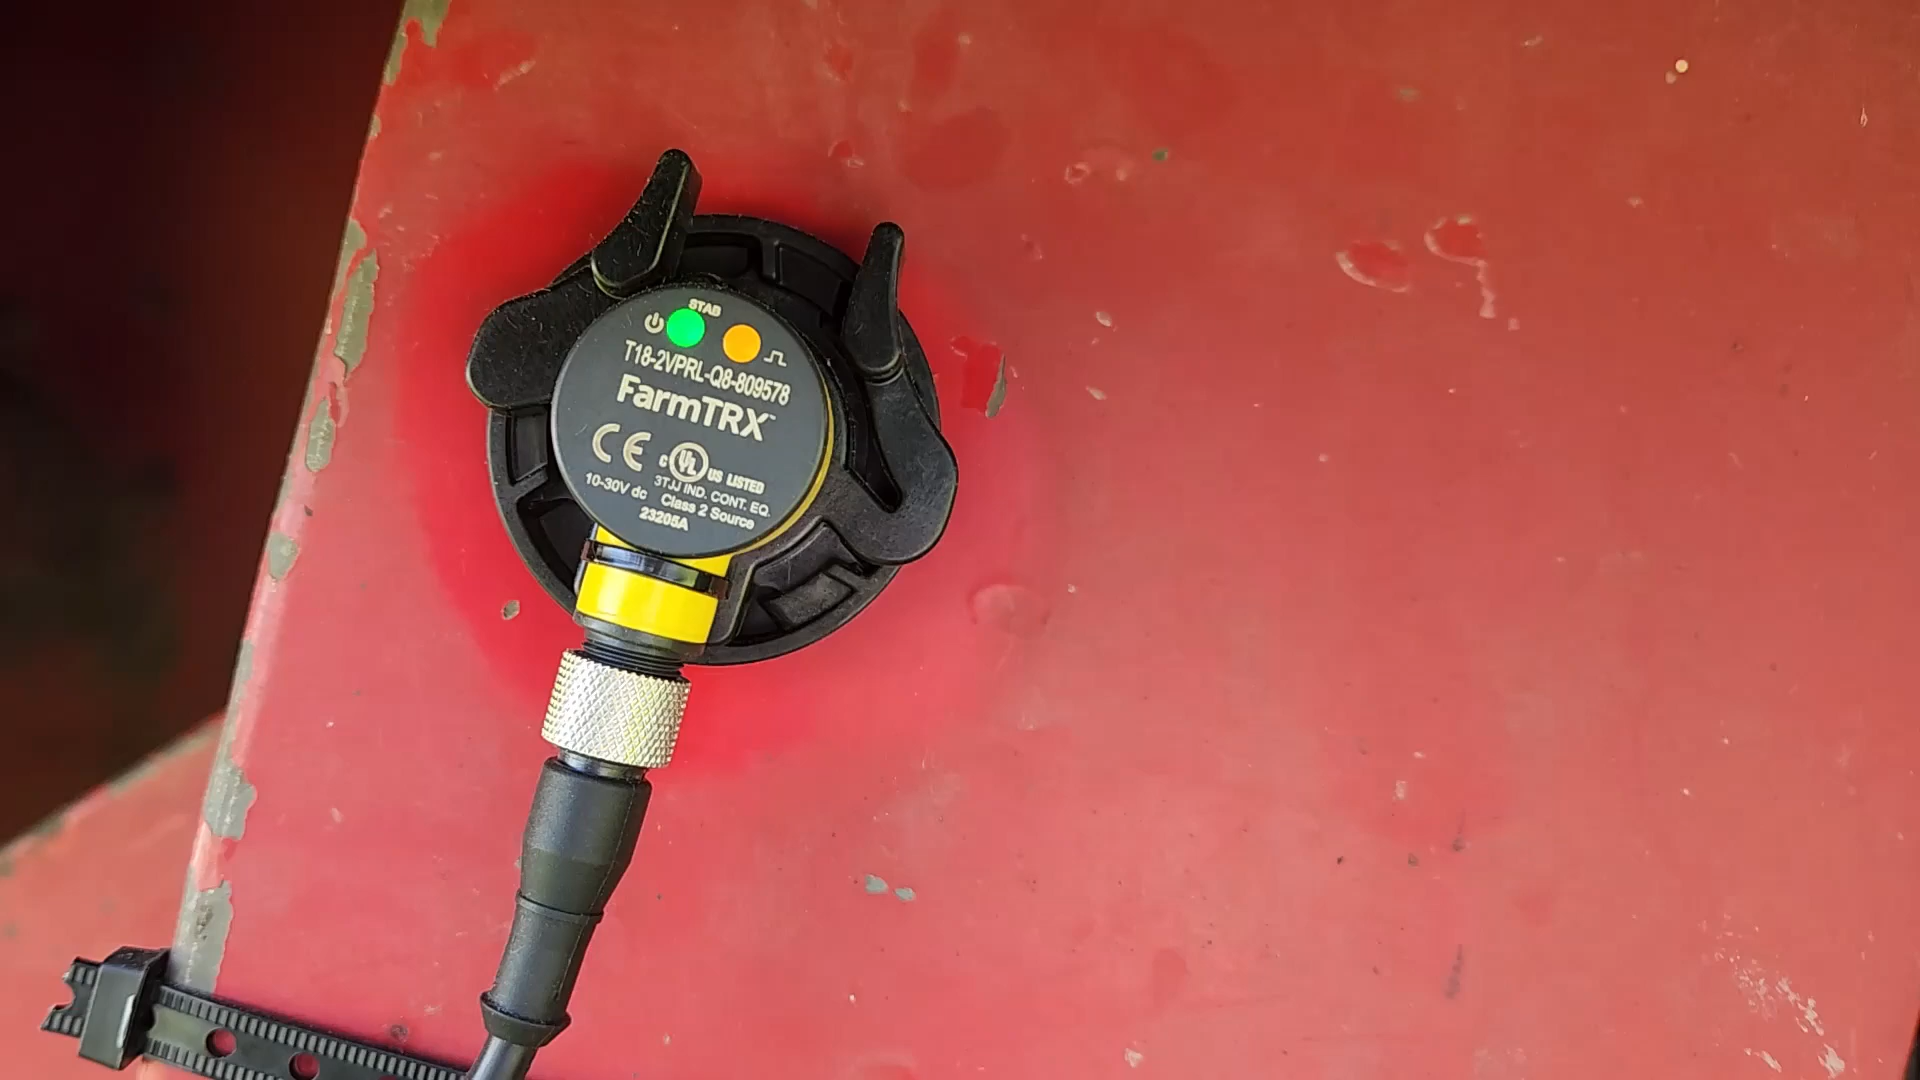 STAB
T18-2VPRL-Q8-809578
FarmTRX™
CE
C UL US LISTED
3TJJ IND. CONT. EQ.
10-30V dc Class 2 Source
23205A